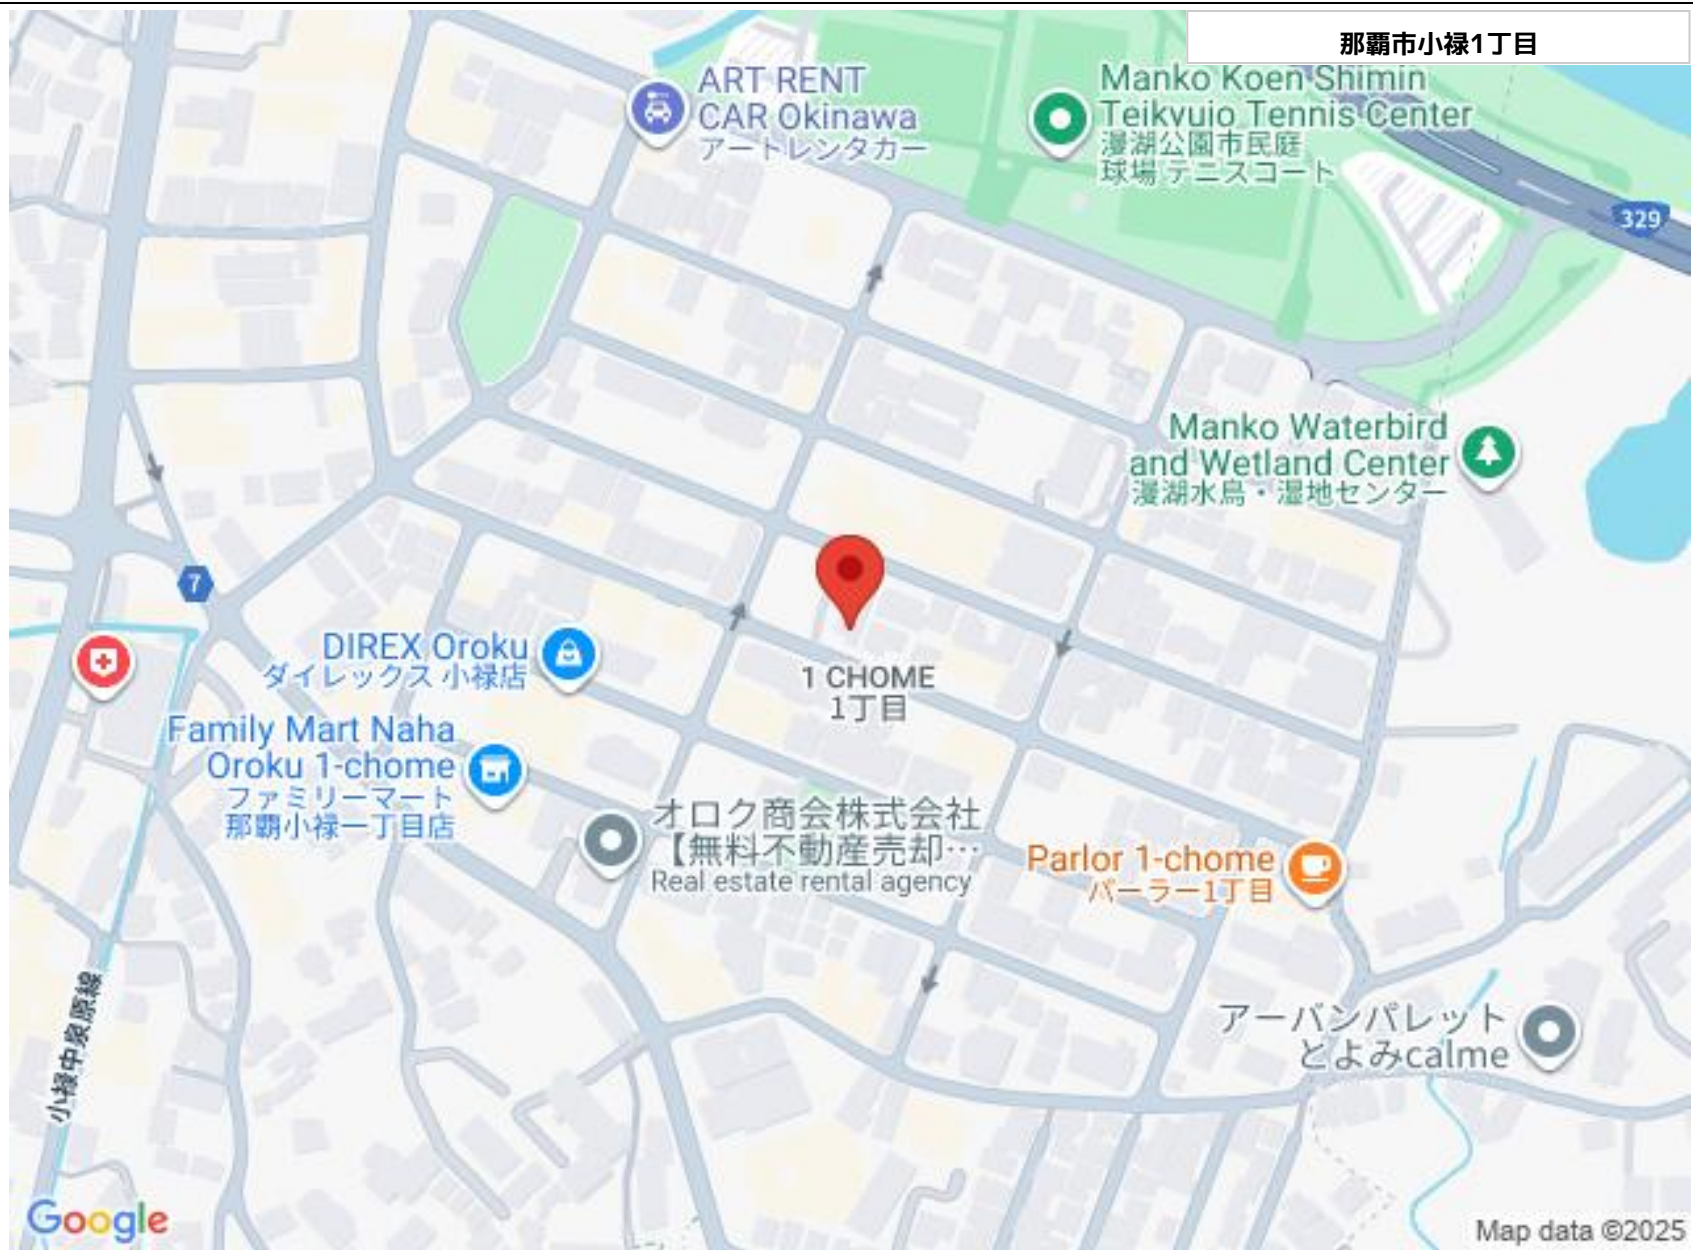 那覇市小禄1丁目
ART RENT
CAR Okinawa
アートレンタカー
Manko Koen Shimin
Teikyujo Tennis Center
漫湖公園市民庭
球場 テニスコート
329
Manko Waterbird
and Wetland Center
漫湖水鳥・湿地センター
7
DIREX Oroku
ダイレックス 小禄店
1 CHOME
1丁目
Family Mart Naha
Oroku 1-chome
ファミリーマート
那覇小禄一丁目店
オロク商会株式会社
【無料不動産売却…
Real estate rental agency
Parlor 1-chome
パーラー1丁目
アーバンパレット
とよみcalme
小禄中央原線
Google
Map data ©2025